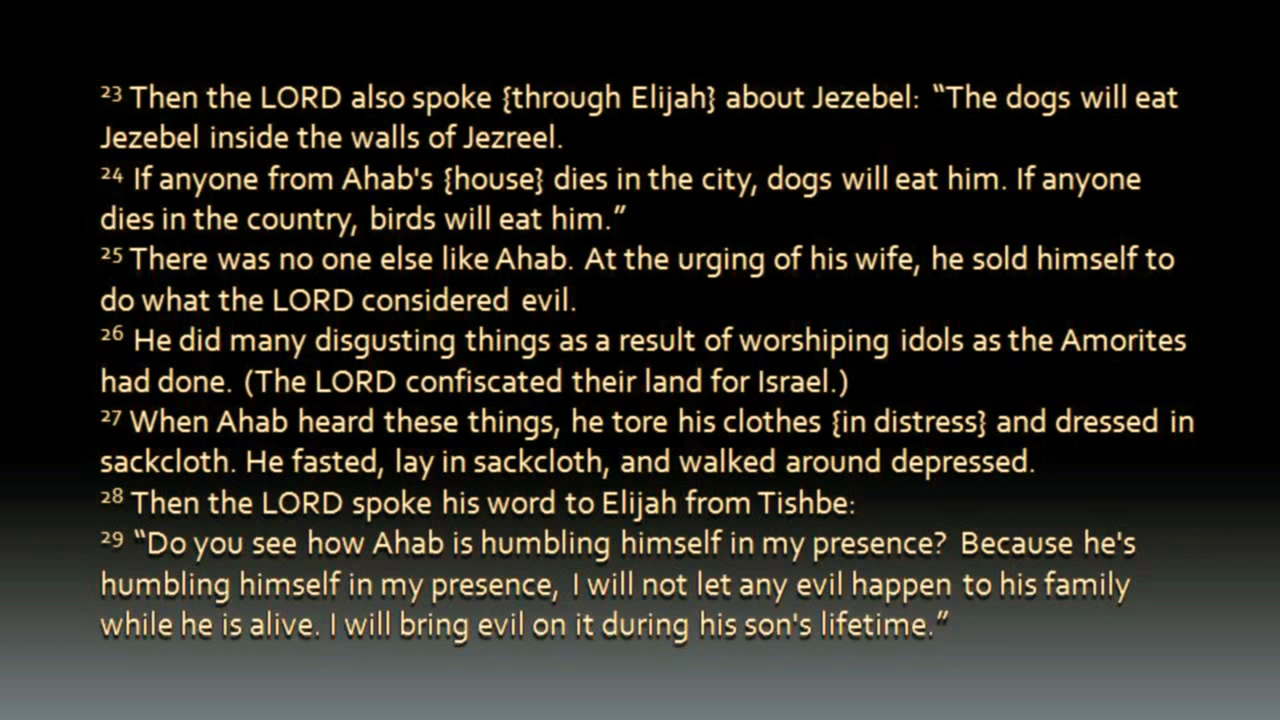 ²³ Then the LORD also spoke {through Elijah} about Jezebel: “The dogs will eat
Jezebel inside the walls of Jezreel.
²⁴ If anyone from Ahab's {house} dies in the city, dogs will eat him. If anyone
dies in the country, birds will eat him.”
²⁵ There was no one else like Ahab. At the urging of his wife, he sold himself to
do what the LORD considered evil.
²⁶ He did many disgusting things as a result of worshiping idols as the Amorites
had done. (The LORD confiscated their land for Israel.)
²⁷ When Ahab heard these things, he tore his clothes {in distress} and dressed in
sackcloth. He fasted, lay in sackcloth, and walked around depressed.
²⁸ Then the LORD spoke his word to Elijah from Tishbe:
²⁹ “Do you see how Ahab is humbling himself in my presence? Because he's
humbling himself in my presence, I will not let any evil happen to his family
while he is alive. I will bring evil on it during his son's lifetime.”